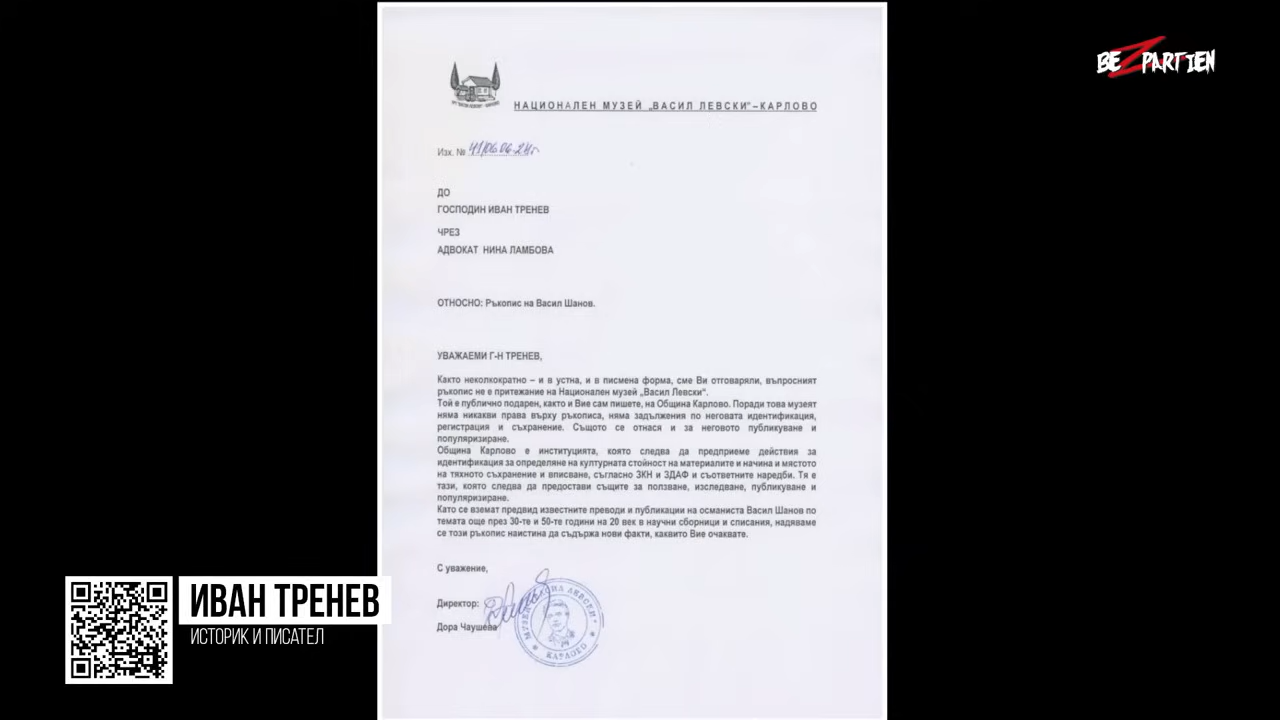 BEZPARTIEN
НАЦИОНАЛЕН МУЗЕЙ „ВАСИЛ ЛЕВСКИ“–КАРЛОВО
Изх. № 41/06.06.24г.
ДО
ГОСПОДИН ИВАН ТРЕНЕВ
ЧРЕЗ
АДВОКАТ НИНА ЛАМБОВА
ОТНОСНО: Ръкопис на Васил Шанов.
УВАЖАЕМИ Г-Н ТРЕНЕВ,
Както неколкократно – и в устна, и в писмена форма, сме Ви отговаряли, въпросният
ръкопис не е притежание на Национален музей „Васил Левски“.
Той е публично подарен, както и Вие сам пишете, на Община Карлово. Поради това музеят
няма никакви права върху ръкописа, няма задължения по неговата идентификация,
регистрация и съхранение. Същото се отнася и за неговото публикуване и
популяризиране.
Община Карлово е институцията, която следва да предприеме действия за
идентификация за определяне на културната стойност на материалите и начина и мястото
на тяхното съхранение и вписване, съгласно ЗКН и ЗДАФ и съответните наредби. Тя е
тази, която следва да предостави същите за ползване, изследване, публикуване и
популяризиране.
Като се вземат предвид известните преводи и публикации на османиста Васил Шанов по
темата още през 30-те и 50-те години на 20 век в научни сборници и списания, надяваме
се този ръкопис наистина да съдържа нови факти, каквито Вие очаквате.
С уважение,
Директор:
Дора Чаушева
МУЗЕЙ „ВАСИЛ ЛЕВСКИ“
КАРЛОВО
ИВАН ТРЕНЕВ
ИСТОРИК И ПИСАТЕЛ